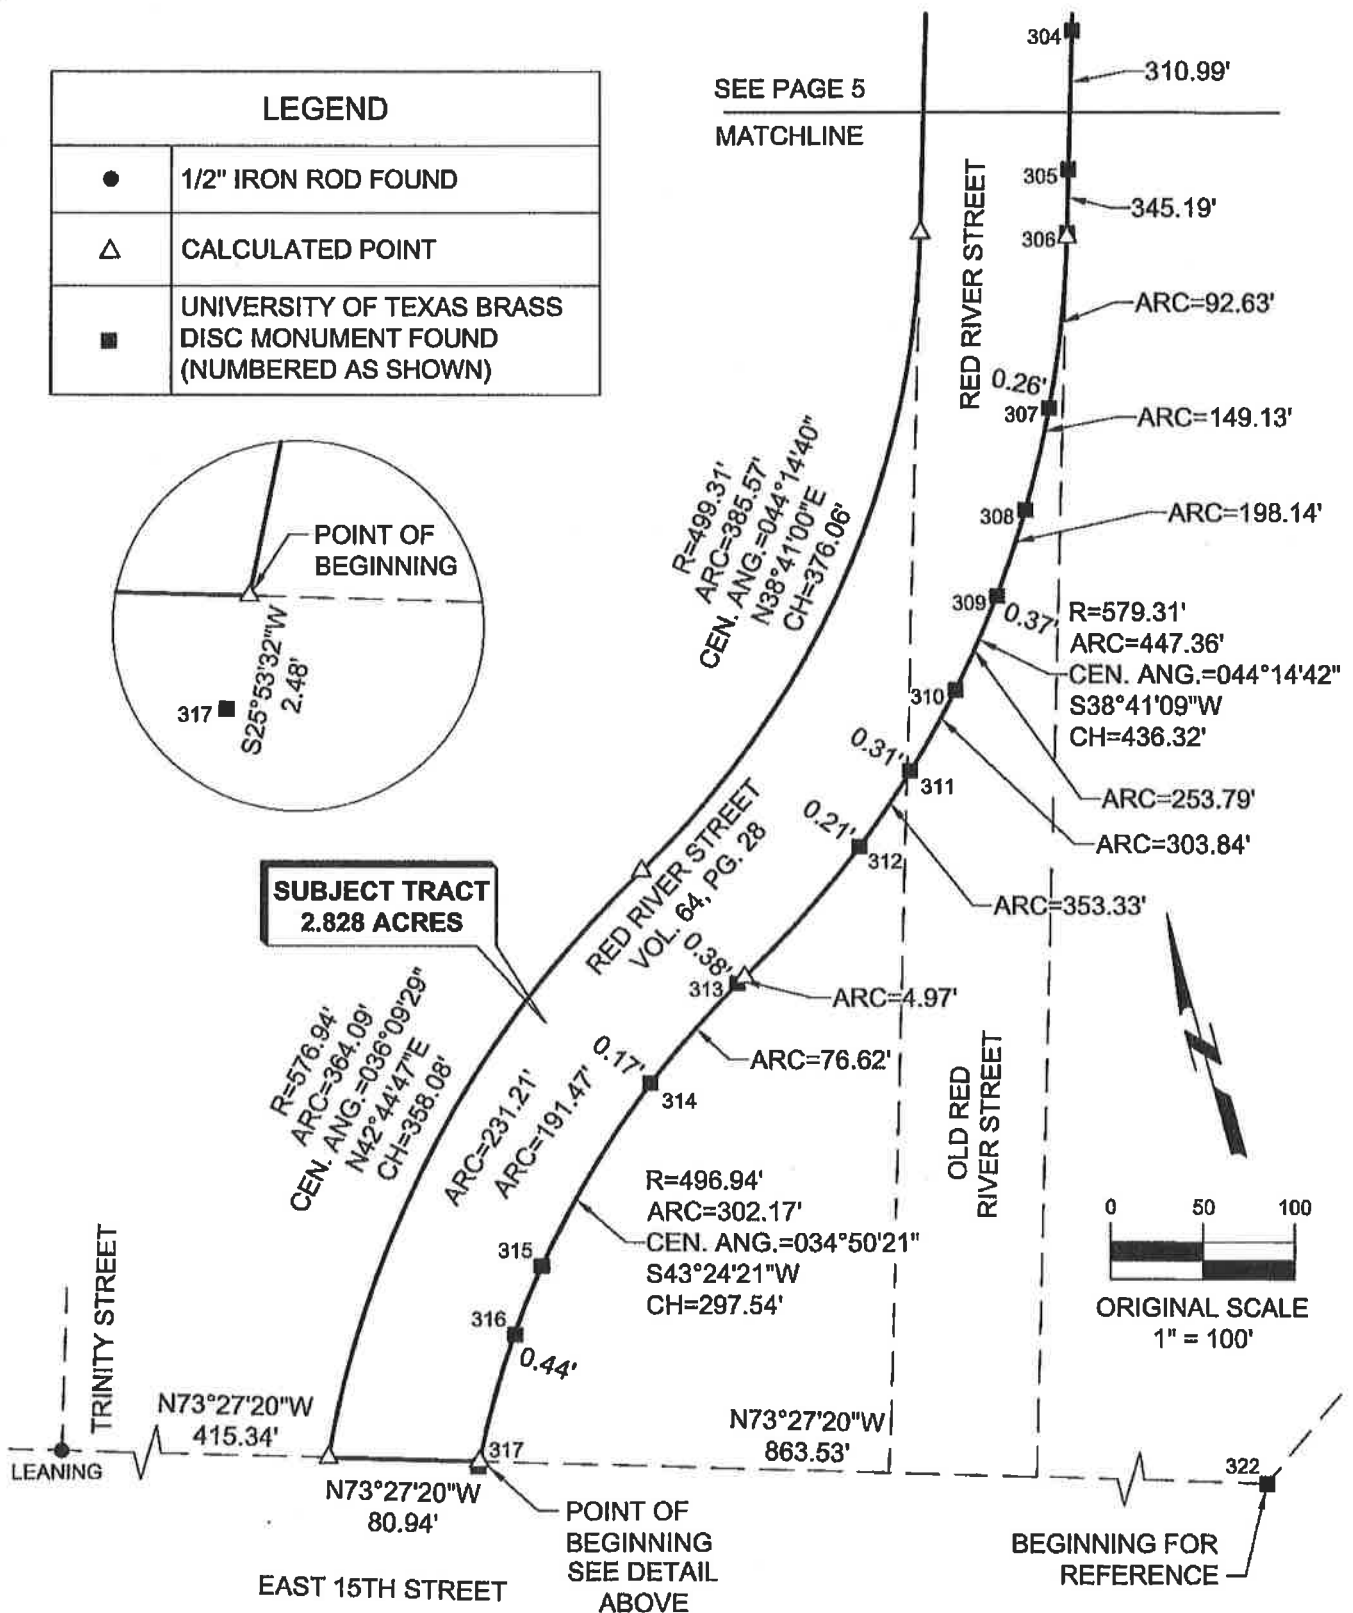 LEGEND
1/2" IRON ROD FOUND
CALCULATED POINT
UNIVERSITY OF TEXAS BRASS
DISC MONUMENT FOUND
(NUMBERED AS SHOWN)
SEE PAGE 5
MATCHLINE
304
310.99'
305
345.19'
306
RED RIVER STREET
ARC=92.63'
0.26'
307
ARC=149.13'
308
ARC=198.14'
309
0.37'
R=579.31'
ARC=447.36'
CEN. ANG.=044°14'42"
S38°41'09"W
CH=436.32'
310
0.31'
311
ARC=253.79'
ARC=303.84'
0.21'
312
ARC=353.33'
R=499.31'
ARC=385.57'
CEN. ANG.=044°14'40"
N38°41'00"E
CH=376.06'
POINT OF
BEGINNING
S25°53'32"W
2.48'
317
SUBJECT TRACT
2.828 ACRES
RED RIVER STREET
VOL. 64, PG. 28
0.38'
313
ARC=4.97'
ARC=76.62'
0.17'
314
R=576.94'
ARC=364.09'
CEN. ANG.=036°09'29"
N42°44'47"E
CH=358.08'
ARC=231.21'
ARC=191.47'
R=496.94'
ARC=302.17'
CEN. ANG.=034°50'21"
S43°24'21"W
CH=297.54'
315
316
0.44'
OLD RED
RIVER STREET
0 50 100
ORIGINAL SCALE
1" = 100'
TRINITY STREET
N73°27'20"W
415.34'
LEANING
N73°27'20"W
80.94'
317
N73°27'20"W
863.53'
322
POINT OF
BEGINNING
SEE DETAIL
ABOVE
BEGINNING FOR
REFERENCE
EAST 15TH STREET